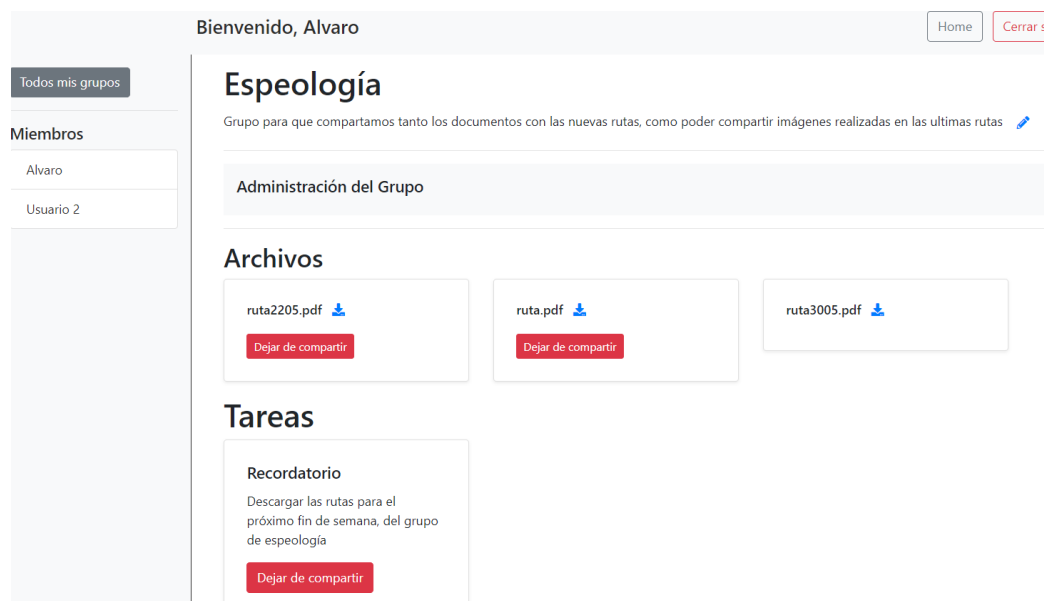 Bienvenido, Alvaro
Home
Cerrar s
Todos mis grupos
Miembros
Alvaro
Usuario 2
Espeología
Grupo para que compartamos tanto los documentos con las nuevas rutas, como poder compartir imágenes realizadas en las ultimas rutas
Administración del Grupo
Archivos
ruta2205.pdf
Dejar de compartir
ruta.pdf
Dejar de compartir
ruta3005.pdf
Tareas
Recordatorio
Descargar las rutas para el
próximo fin de semana, del grupo
de espeología
Dejar de compartir